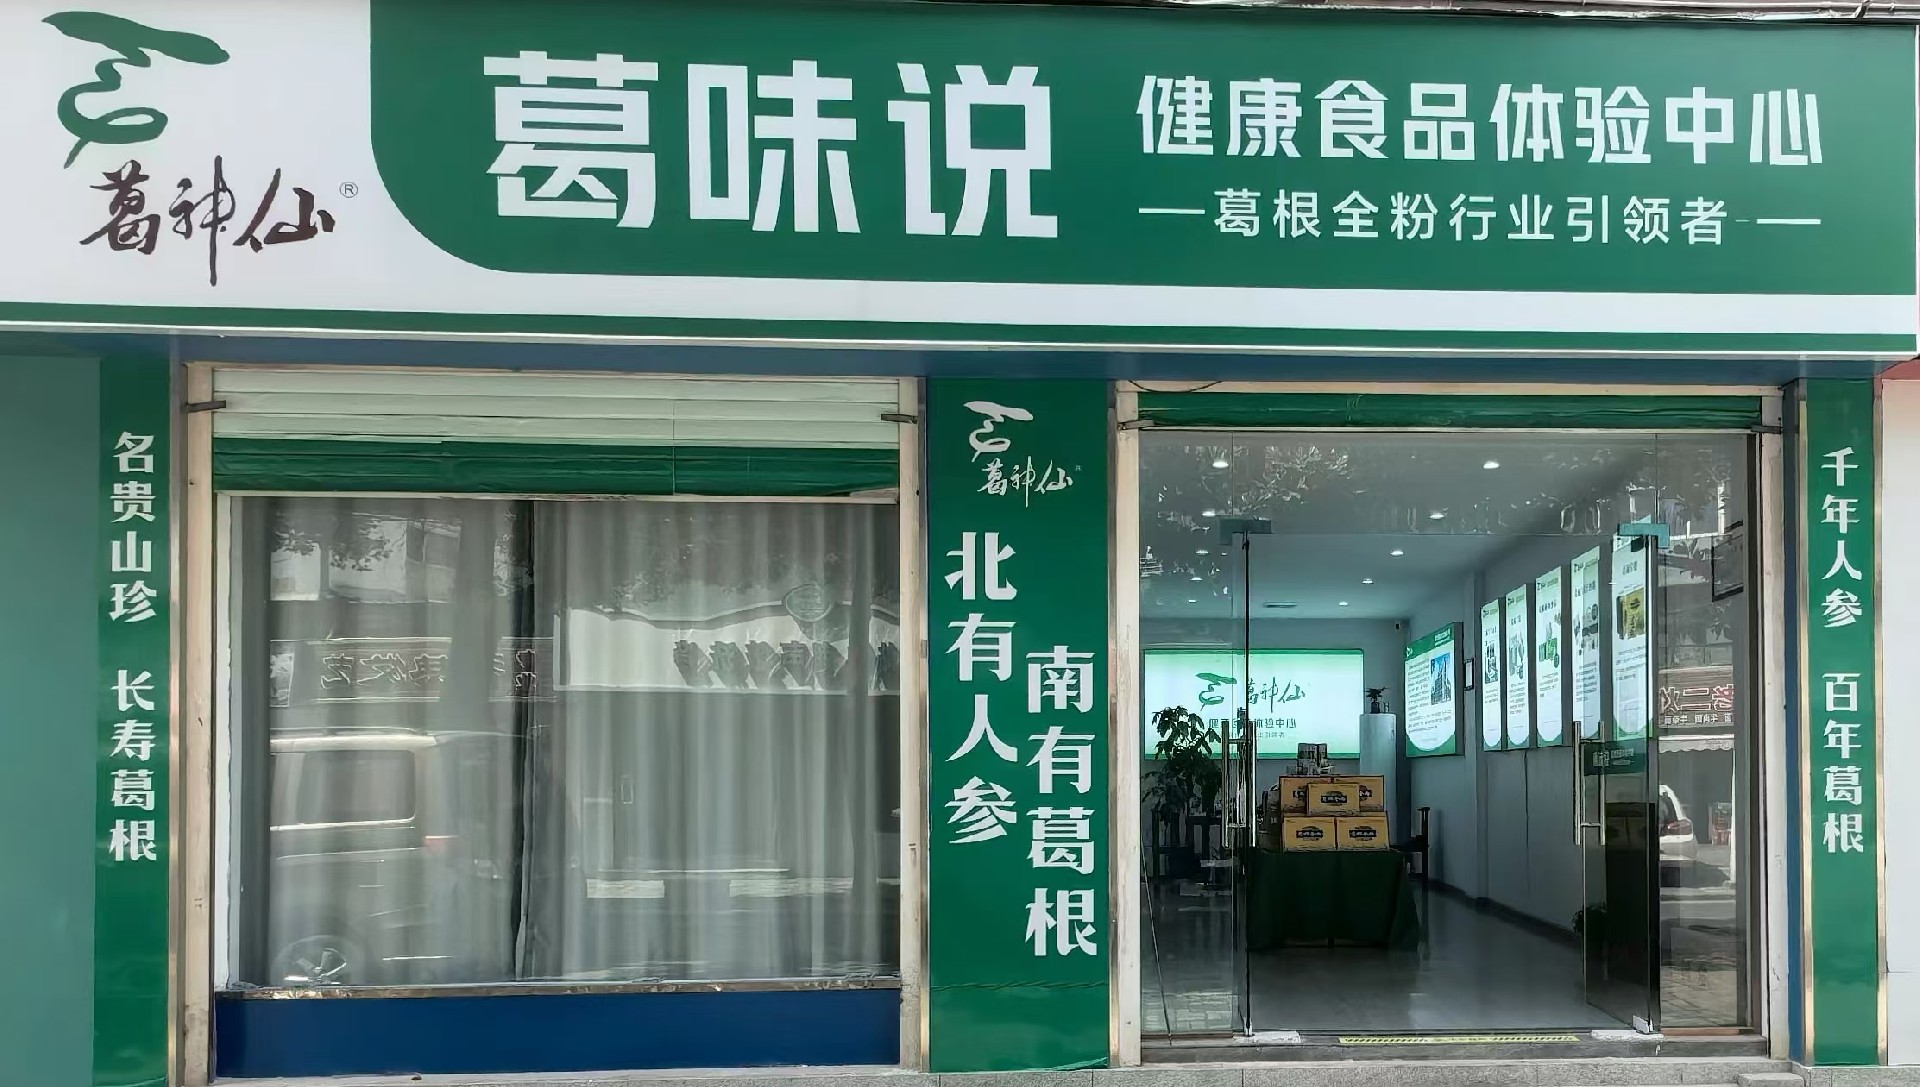 葛神仙®
葛味说
健康食品体验中心
—葛根全粉行业引领者—
名贵山珍 长寿葛根
葛神仙
北有人参
南有葛根
千年人参 百年葛根
葛神仙